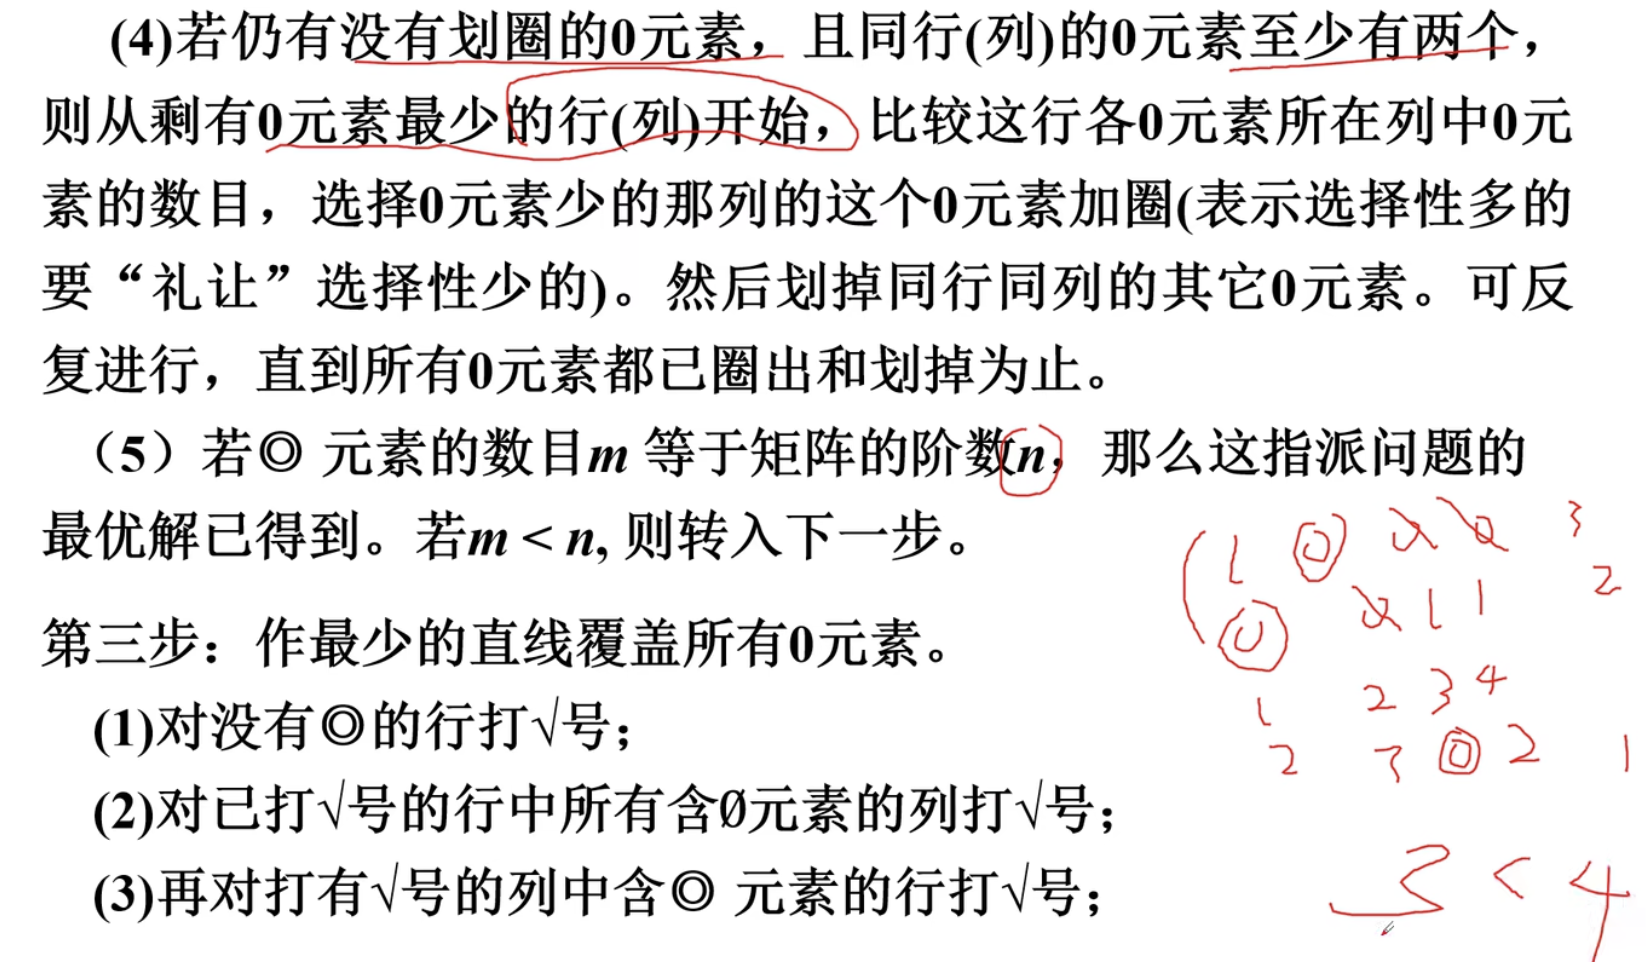 (4)若仍有没有划圈的0元素，且同行(列)的0元素至少有两个，
则从剩有0元素最少的行(列)开始，比较这行各0元素所在列中0元
素的数目，选择0元素少的那列的这个0元素加圈(表示选择性多的
要“礼让”选择性少的)。然后划掉同行同列的其它0元素。可反
复进行，直到所有0元素都已圈出和划掉为止。
（5）若◎ 元素的数目m 等于矩阵的阶数n，那么这指派问题的
最优解已得到。若m < n, 则转入下一步。
1 0 0 0 3
0 0 1 1 2
第三步：作最少的直线覆盖所有0元素。
1 2 3 4
(1)对没有◎的行打√号；
2 3 0 2 1
(2)对已打√号的行中所有含Ø元素的列打√号；
(3)再对打有√号的列中含◎ 元素的行打√号；
3 < 4